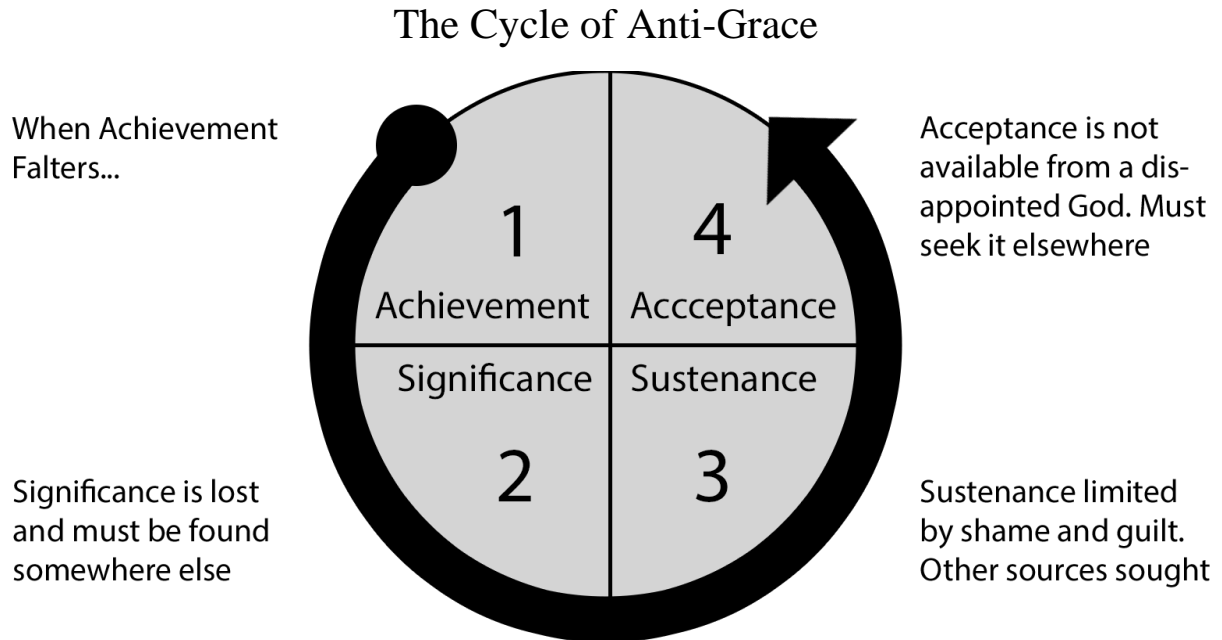 The Cycle of Anti-Grace
When Achievement
Falters...
1
Achievement
4
Accceptance
Acceptance is not
available from a dis-
appointed God. Must
seek it elsewhere
Significance
2
Sustenance
3
Significance is lost
and must be found
somewhere else
Sustenance limited
by shame and guilt.
Other sources sought